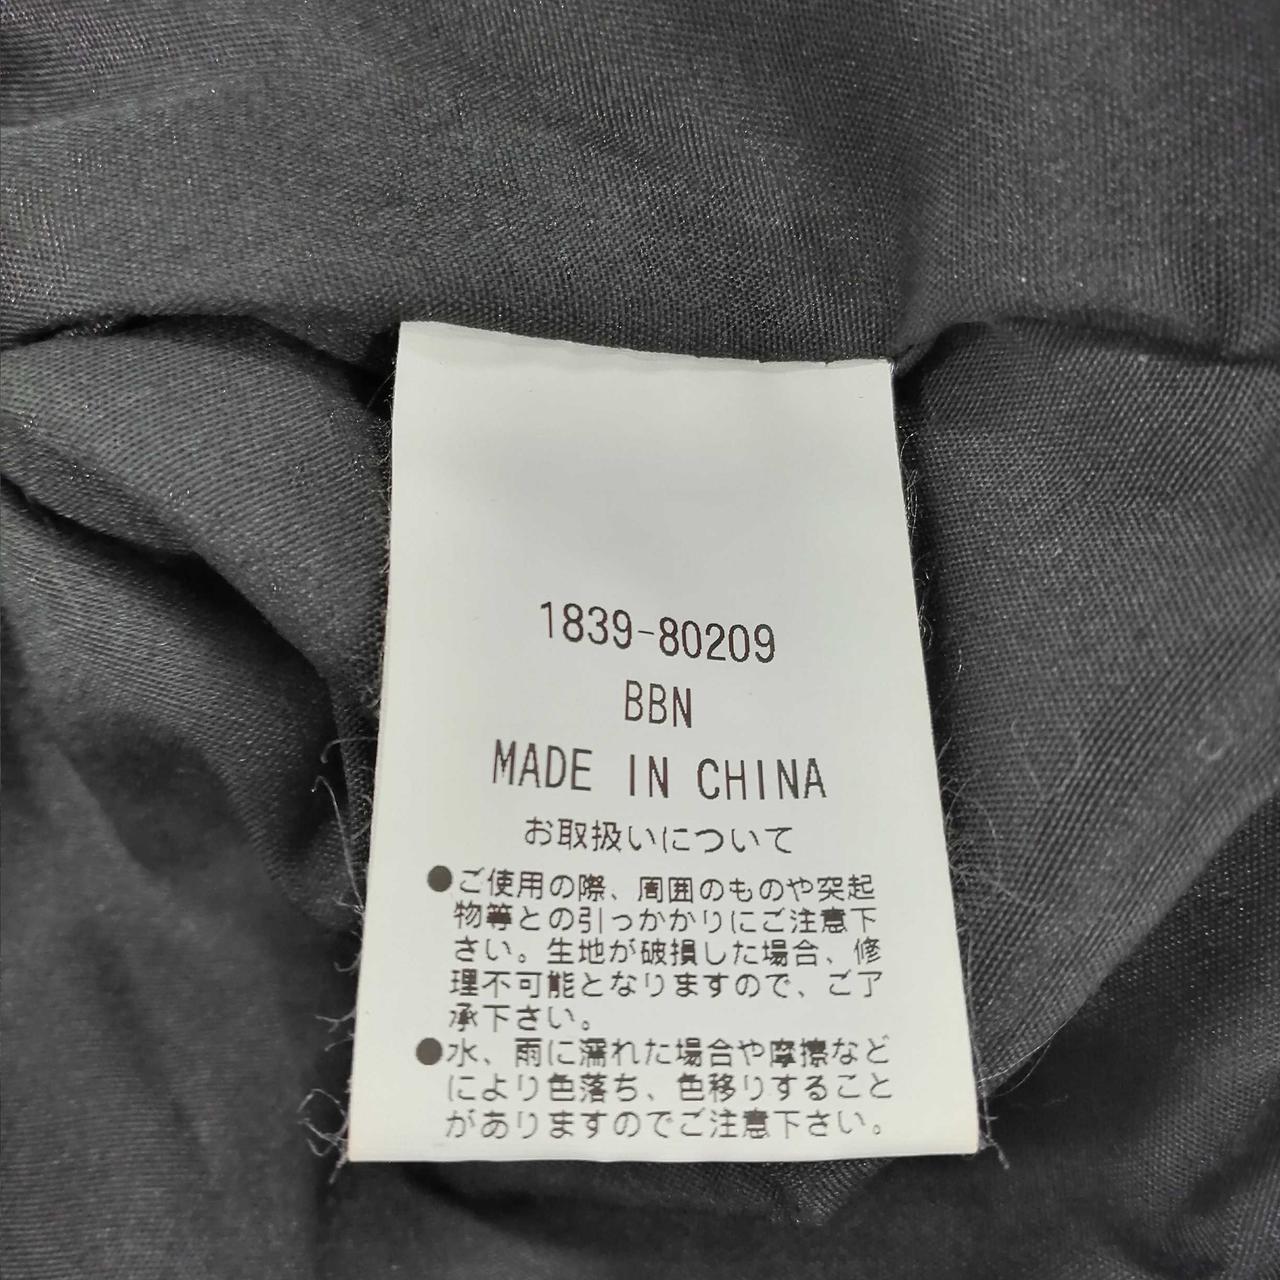 1839-80209
BBN
MADE IN CHINA
お取扱いについて
●ご使用の際、周囲のものや突起
物等との引っかかりにご注意下
さい。生地が破損した場合、修
理不可能となりますので、ご了
承下さい。
●水、雨に濡れた場合や摩擦など
により色落ち、色移りすること
がありますのでご注意下さい。